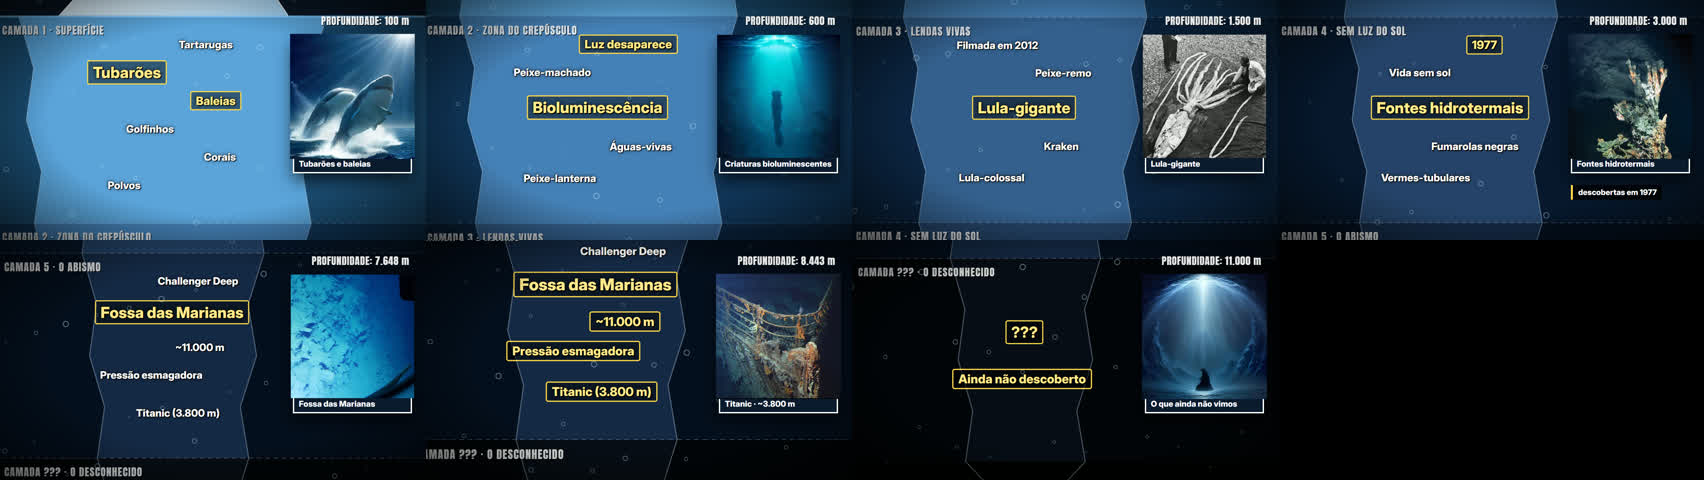 PROFUNDIDADE: 100 m
CAMADA 1 · SUPERFÍCIE
Tartarugas
Tubarões
Baleias
Golfinhos
Corais
Polvos
Tubarões e baleias
CAMADA 2 · ZONA DO CREPÚSCULO
PROFUNDIDADE: 600 m
CAMADA 2 · ZONA DO CREPÚSCULO
Luz desaparece
Peixe-machado
Bioluminescência
Águas-vivas
Peixe-lanterna
Criaturas bioluminescentes
CAMADA 3 · LENDAS VIVAS
PROFUNDIDADE: 1.500 m
CAMADA 3 · LENDAS VIVAS
Filmada em 2012
Peixe-remo
Lula-gigante
Kraken
Lula-colossal
Lula-gigante
CAMADA 4 · SEM LUZ DO SOL
PROFUNDIDADE: 3.000 m
CAMADA 4 · SEM LUZ DO SOL
1977
Vida sem sol
Fontes hidrotermais
Fumarolas negras
Vermes-tubulares
Fontes hidrotermais
descobertas em 1977
CAMADA 5 · O ABISMO
PROFUNDIDADE: 7.648 m
CAMADA 5 · O ABISMO
Challenger Deep
Fossa das Marianas
~11.000 m
Pressão esmagadora
Titanic (3.800 m)
Fossa das Marianas
CAMADA ??? · O DESCONHECIDO
Challenger Deep
PROFUNDIDADE: 8.443 m
Fossa das Marianas
~11.000 m
Pressão esmagadora
Titanic (3.800 m)
Titanic · ~3.800 m
CAMADA ??? · O DESCONHECIDO
PROFUNDIDADE: 11.000 m
CAMADA ??? · O DESCONHECIDO
???
Ainda não descoberto
O que ainda não vimos